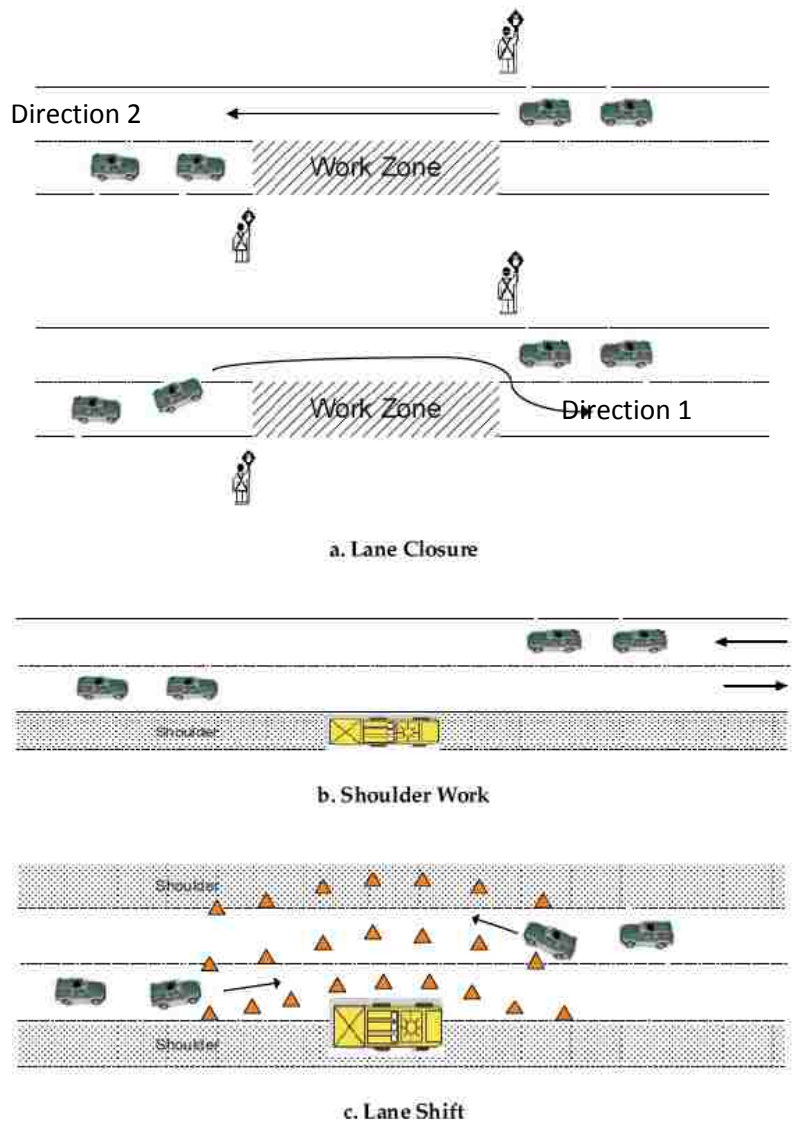 Direction 2
Work Zone
Work Zone
Direction 1
a. Lane Closure
Shoulder
b. Shoulder Work
Shoulder
Shoulder
c. Lane Shift